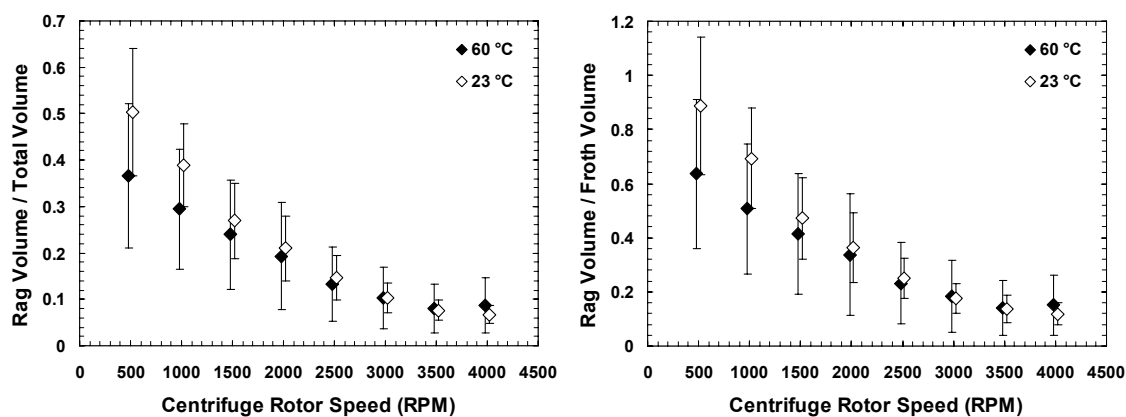 Rag Volume / Total Volume
0.7
0.6
0.5
0.4
0.3
0.2
0.1
0
60 °C
23 °C
0 500 1000 1500 2000 2500 3000 3500 4000 4500
Centrifuge Rotor Speed (RPM)
Rag Volume / Froth Volume
1.2
1
0.8
0.6
0.4
0.2
0
60 °C
23 °C
0 500 1000 1500 2000 2500 3000 3500 4000 4500
Centrifuge Rotor Speed (RPM)